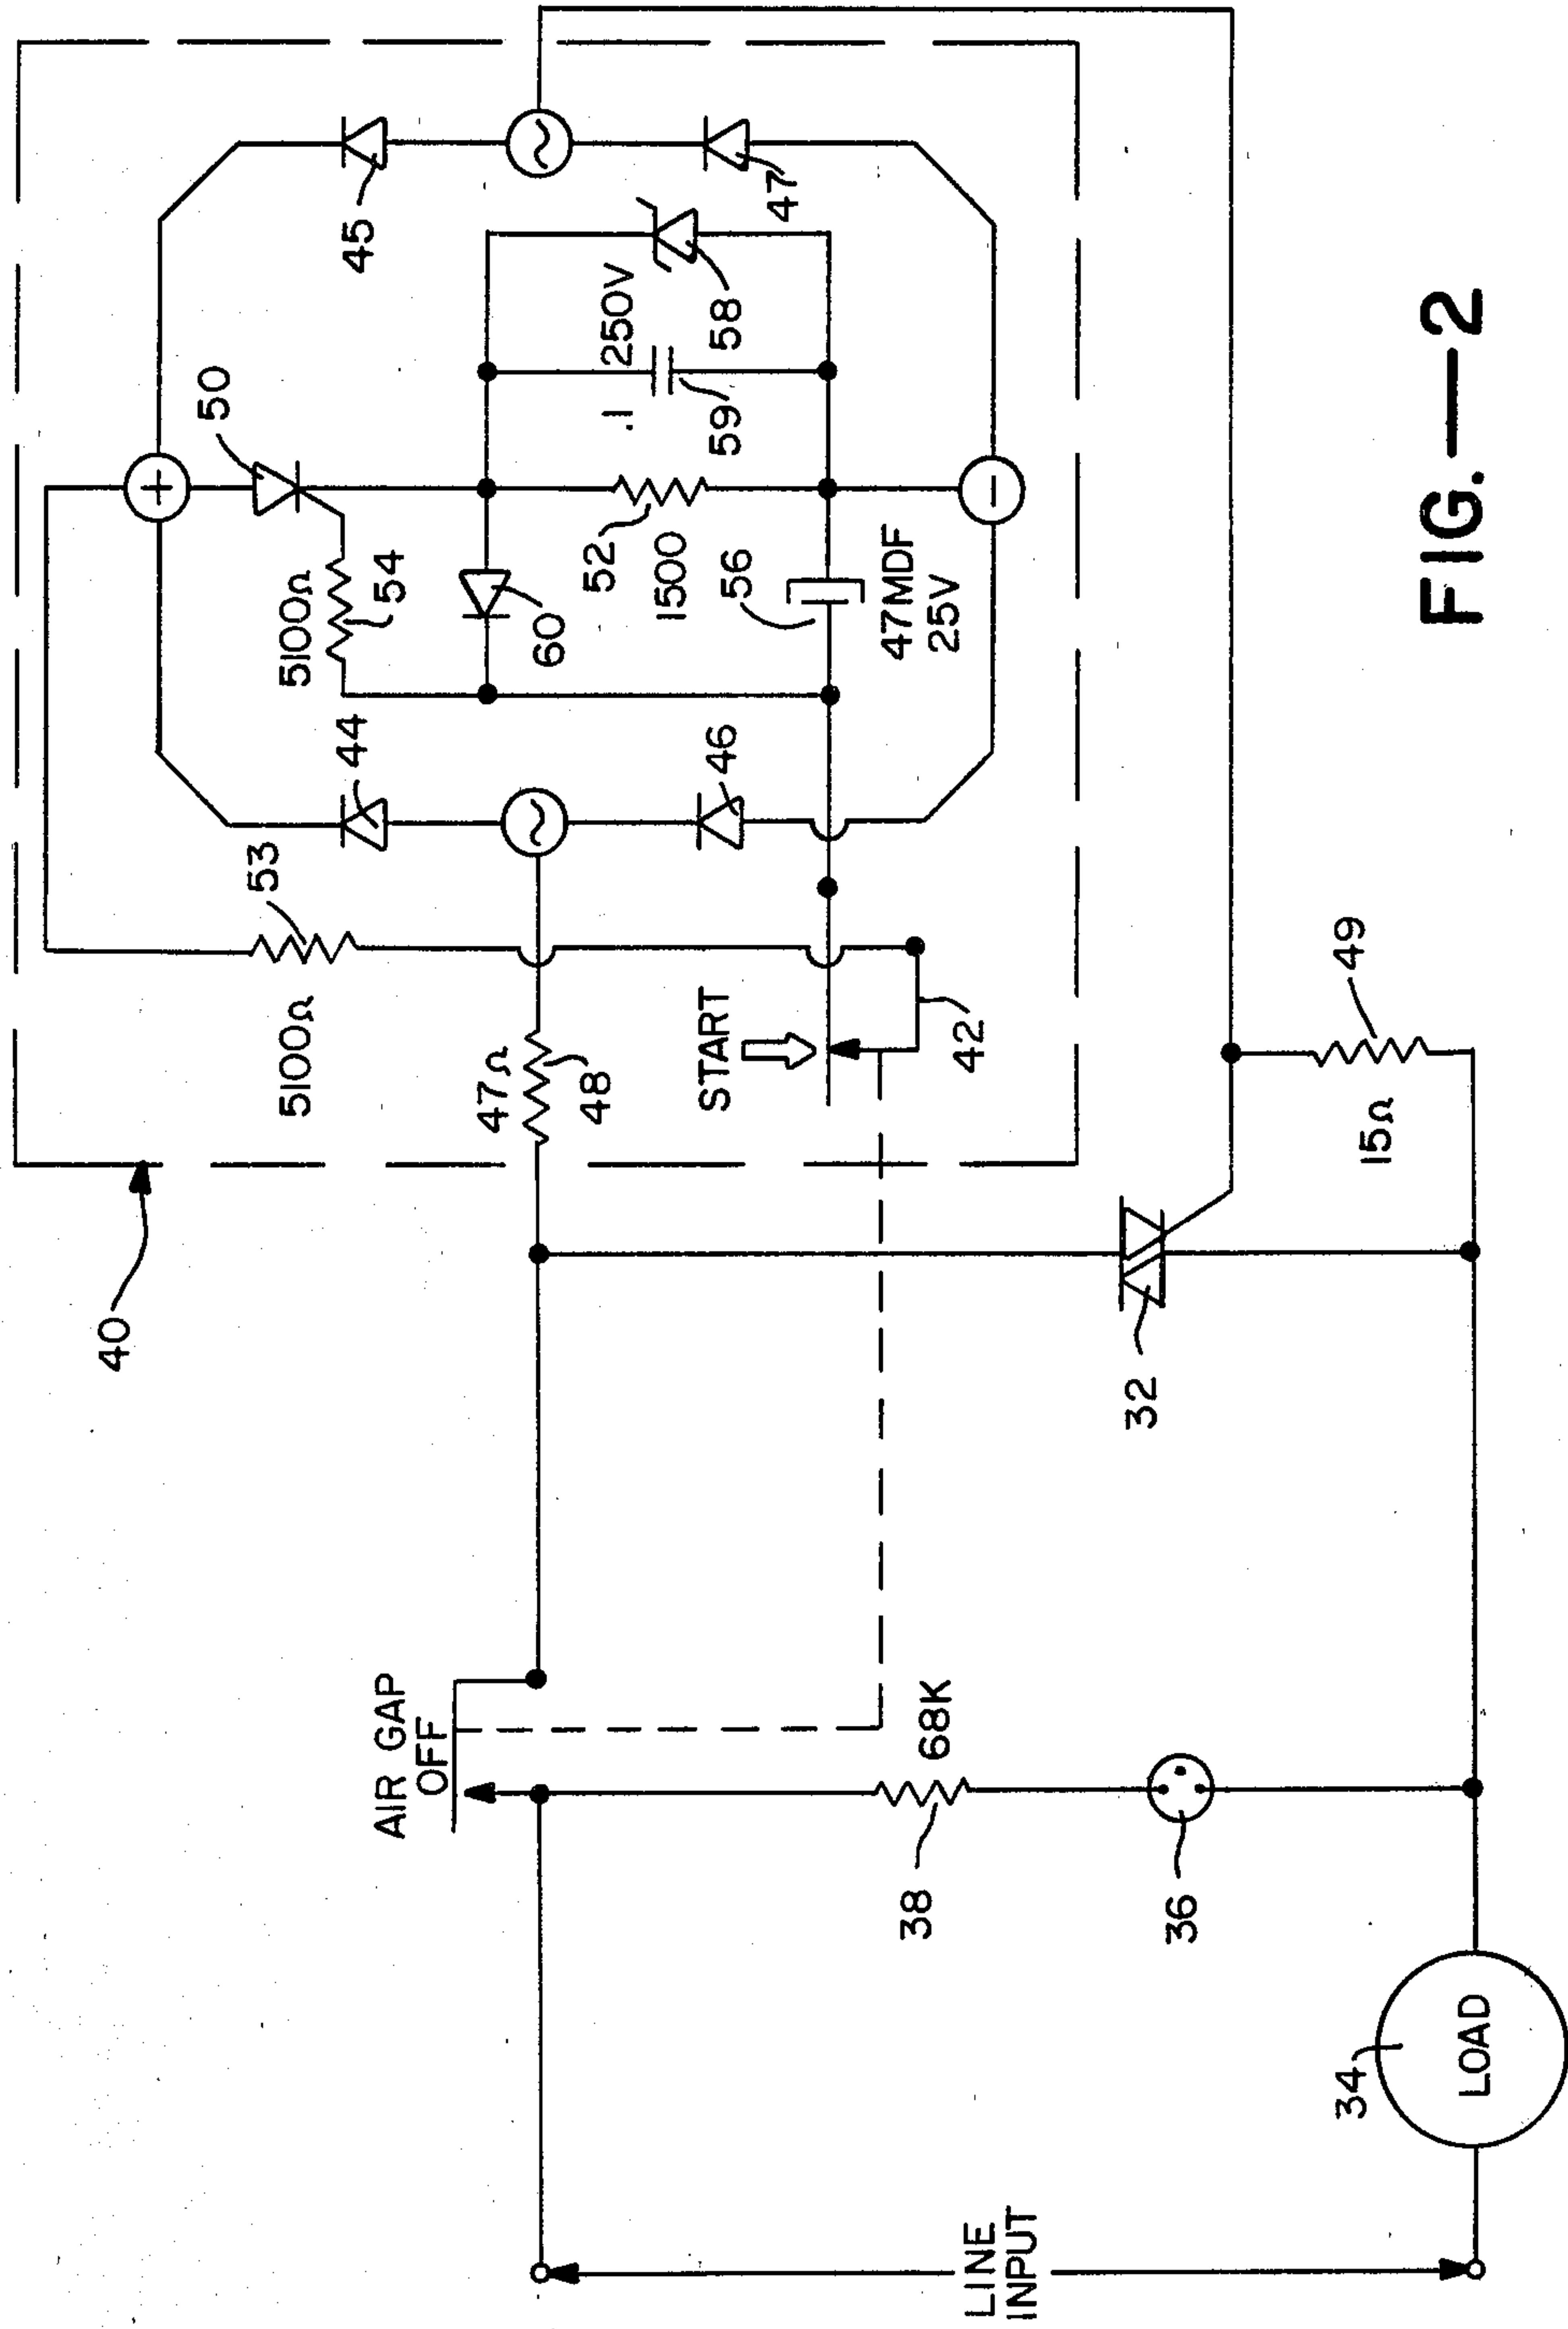 40
5100Ω
53
44
5100Ω
54
50
45
47Ω
48
60
52
1500
.1
250V
59
58
47
46
56
47MDF
25V
START
42
AIR GAP
OFF
38
68K
36
32
15Ω
49
LINE
INPUT
34
LOAD
+
−
~
~
FIG.—2